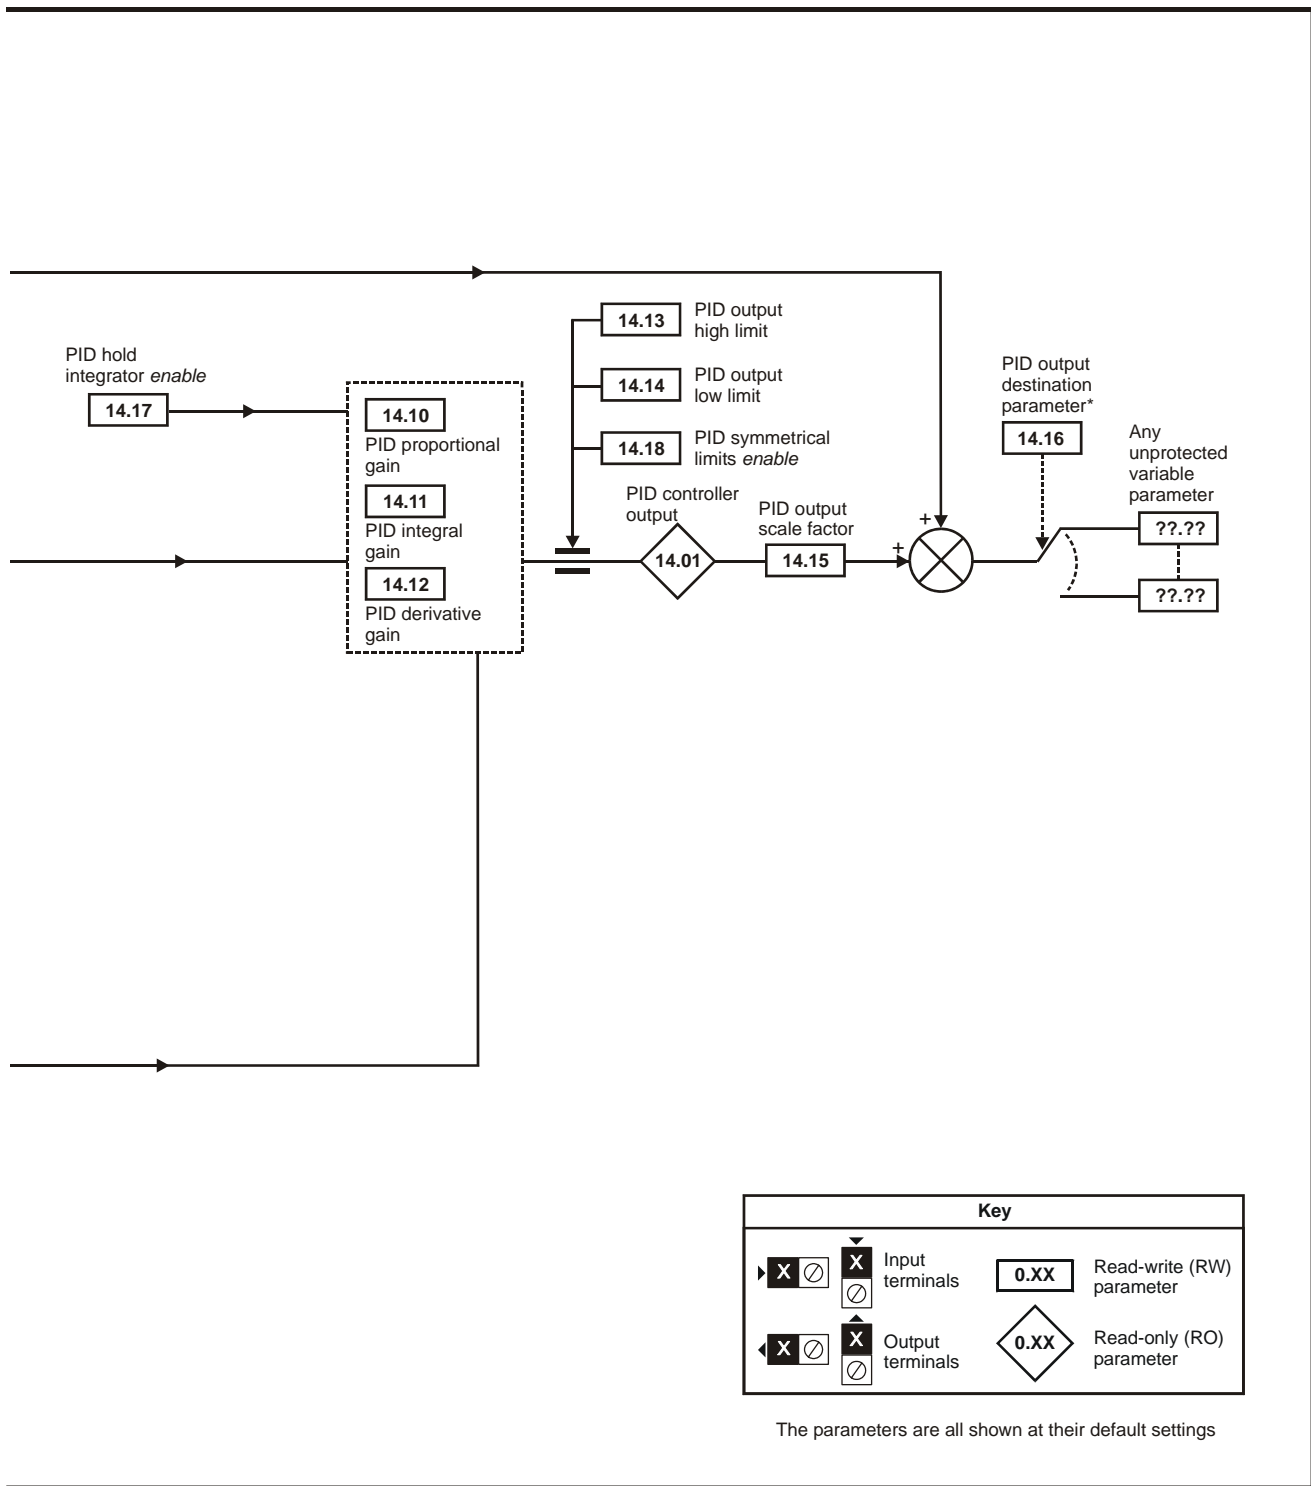 PID hold
integrator enable
14.17
14.10
PID proportional
gain
14.11
PID integral
gain
14.12
PID derivative
gain
14.13
PID output
high limit
14.14
PID output
low limit
14.18
PID symmetrical
limits enable
PID controller
output
14.01
PID output
scale factor
14.15
+
+
PID output
destination
parameter*
14.16
Any
unprotected
variable
parameter
??.??
??.??
Key
X
X
Input
terminals
0.XX
Read-write (RW)
parameter
X
X
Output
terminals
0.XX
Read-only (RO)
parameter
The parameters are all shown at their default settings